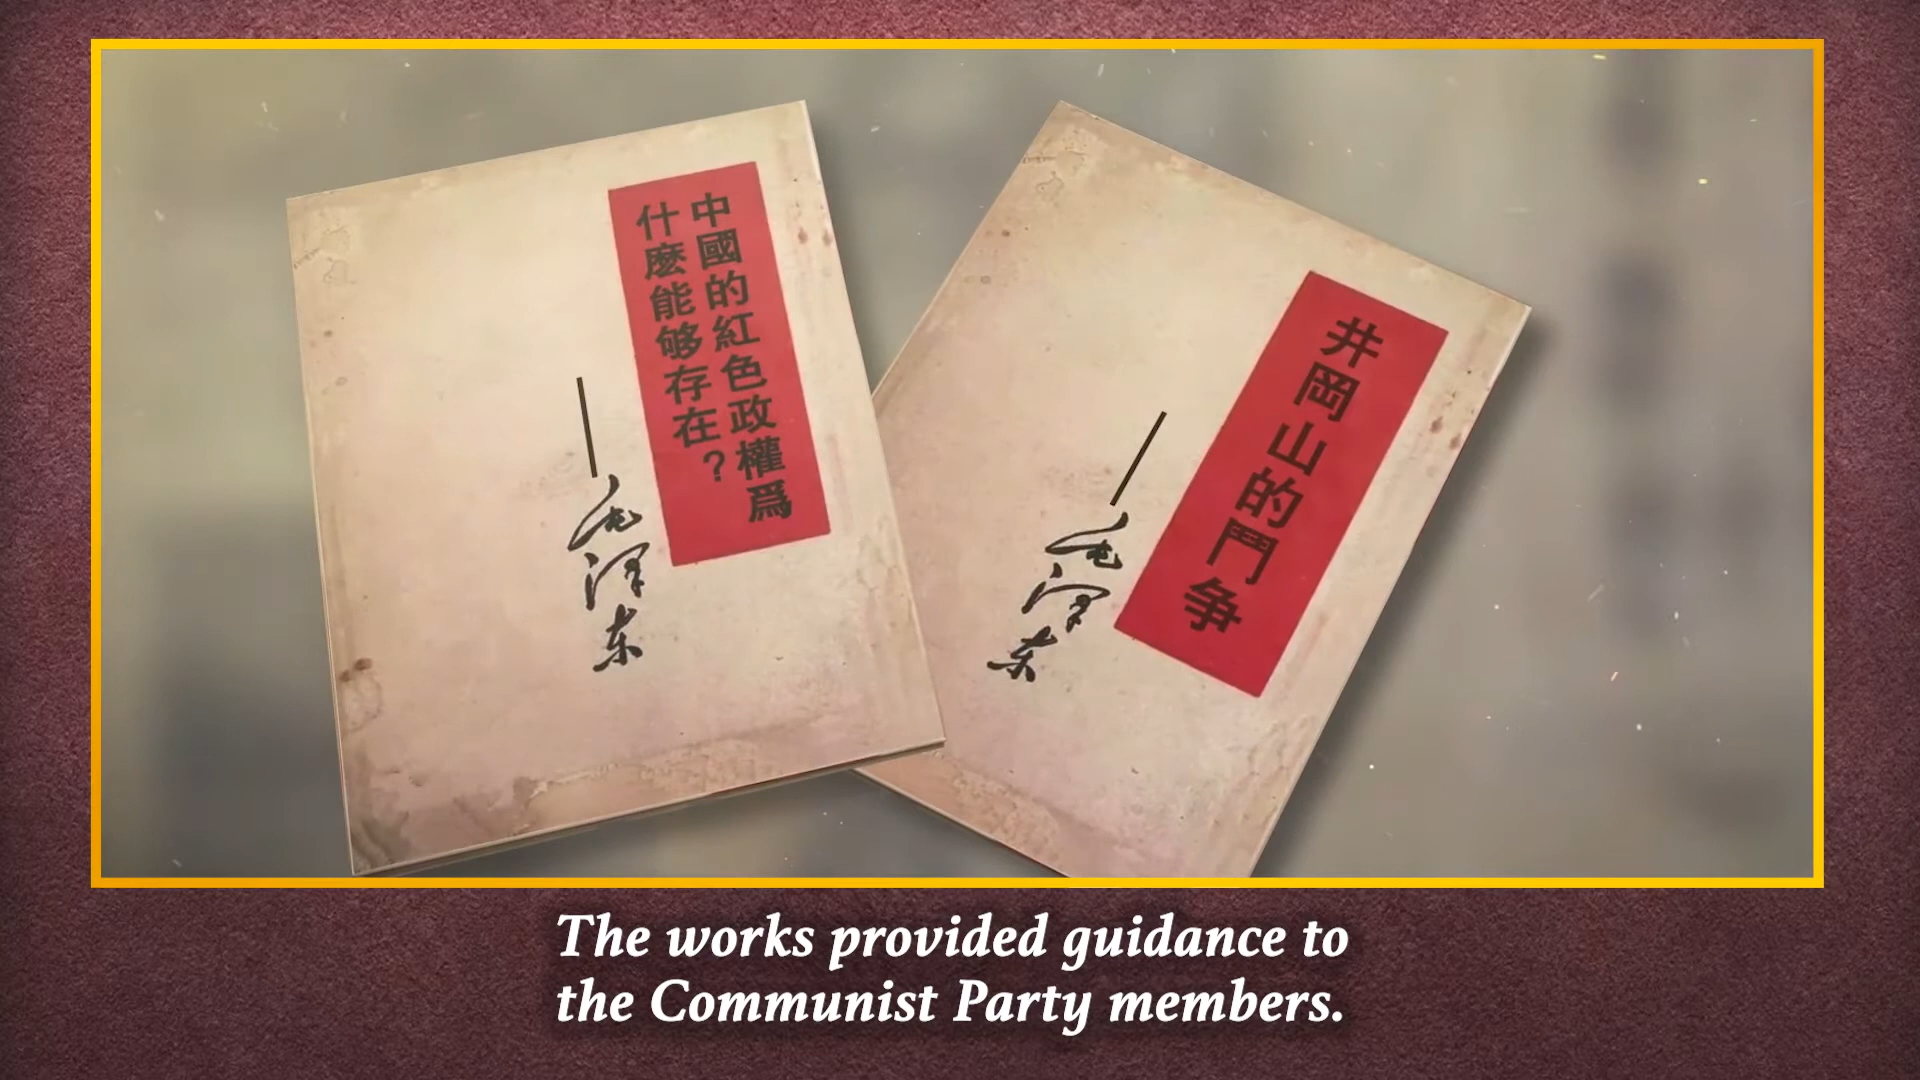 中國的紅色政權爲
什麽能够存在？
毛泽东
井岡山的鬥争
毛泽东
The works provided guidance to
the Communist Party members.